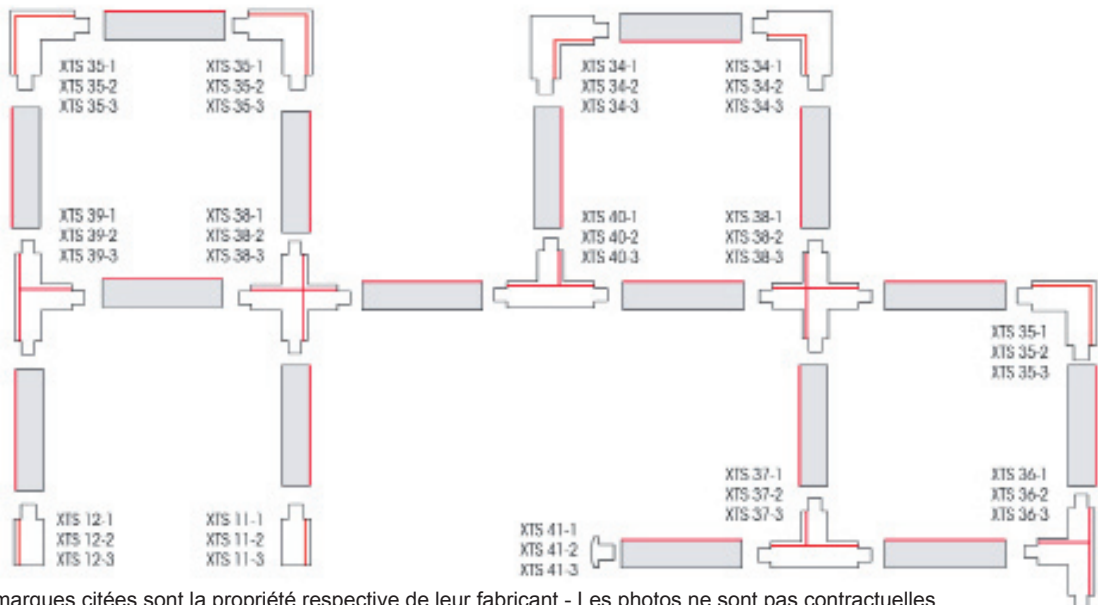 XTS 35-1
XTS 35-2
XTS 35-3
XTS 35-1
XTS 35-2
XTS 35-3
XTS 34-1
XTS 34-2
XTS 34-3
XTS 34-1
XTS 34-2
XTS 34-3
XTS 39-1
XTS 39-2
XTS 39-3
XTS 38-1
XTS 38-2
XTS 38-3
XTS 40-1
XTS 40-2
XTS 40-3
XTS 38-1
XTS 38-2
XTS 38-3
XTS 35-1
XTS 35-2
XTS 35-3
XTS 12-1
XTS 12-2
XTS 12-3
XTS 11-1
XTS 11-2
XTS 11-3
XTS 41-1
XTS 41-2
XTS 41-3
XTS 37-1
XTS 37-2
XTS 37-3
XTS 36-1
XTS 36-2
XTS 36-3
marques citées sont la propriété respective de leur fabricant - Les photos ne sont pas contractuelles